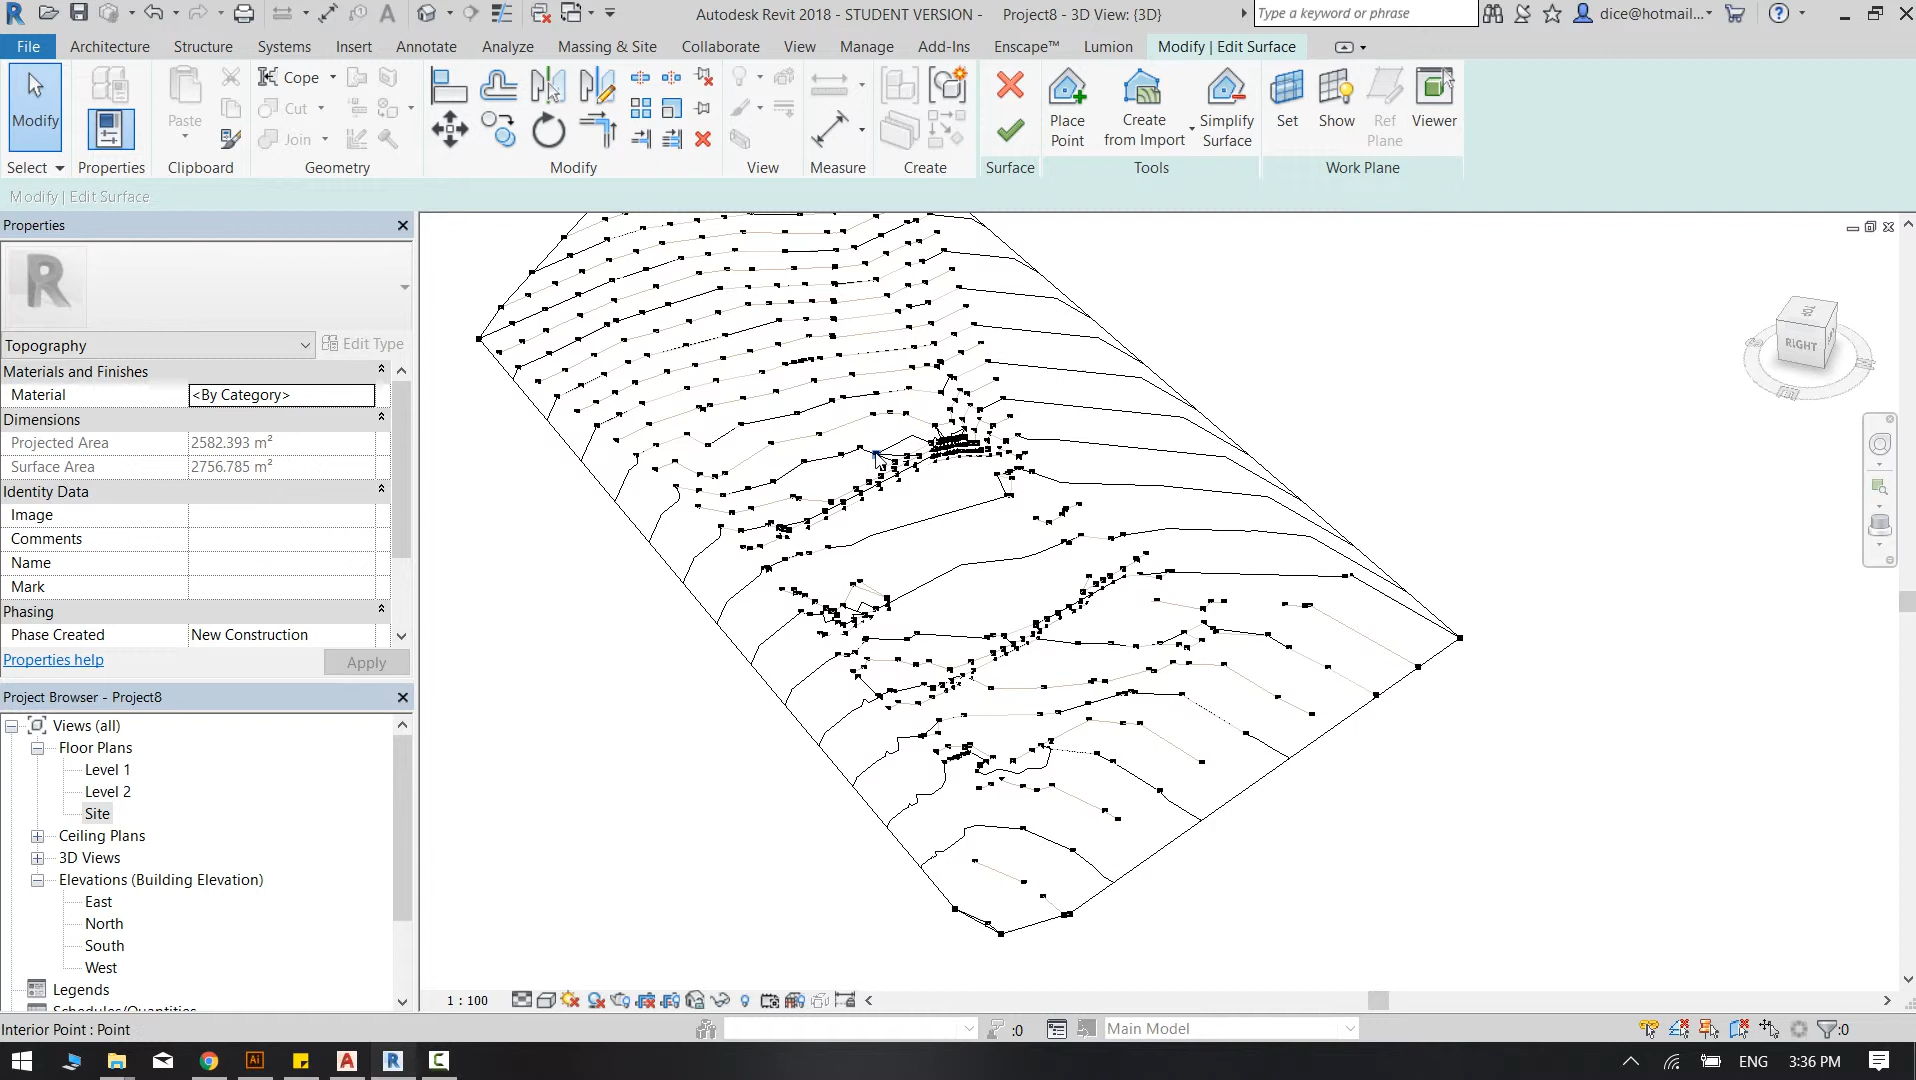 Autodesk Revit 2018 - STUDENT VERSION - Project8 - 3D View: {3D}
Type a keyword or phrase
dice@hotmail...
File Architecture Structure Systems Insert Annotate Analyze Massing & Site Collaborate View Manage Add-Ins Enscape™ Lumion Modify | Edit Surface
Modify
Paste
Cope
Cut
Join
Place Point
Create from Import
Simplify Surface
Set
Show
Ref Plane
Viewer
Select Properties Clipboard Geometry Modify View Measure Create Surface Tools Work Plane
Modify | Edit Surface
Properties
R
Topography
Edit Type
Materials and Finishes
Material <By Category>
Dimensions
Projected Area 2582.393 m²
Surface Area 2756.785 m²
Identity Data
Image
Comments
Name
Mark
Phasing
Phase Created New Construction
Properties help Apply
Project Browser - Project8
Views (all)
Floor Plans
Level 1
Level 2
Site
Ceiling Plans
3D Views
Elevations (Building Elevation)
East
North
South
West
Legends
Schedules/Quantities
TOP
RIGHT
1 : 100
Interior Point : Point
:0
Main Model
:0
Ai
A
R
C
ENG
3:36 PM